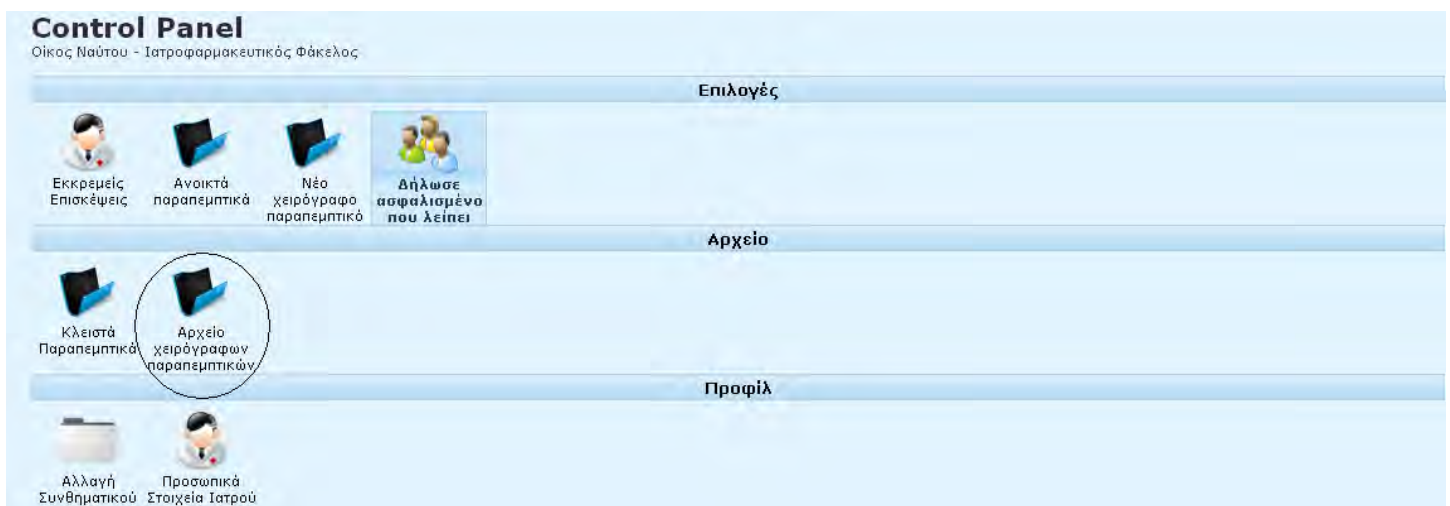 Control Panel
Οίκος Ναύτου - Ιατροφαρμακευτικός Φάκελος
Επιλογές
Εκκρεμείς
Επισκέψεις
Ανοικτά
παραπεμπτικά
Νέο
χειρόγραφο
παραπεμπτικό
Δήλωσε
ασφαλισμένο
που λείπει
Αρχείο
Κλειστά
Παραπεμπτικά
Αρχείο
χειρόγραφων
παραπεμπτικών
Προφίλ
Αλλαγή
Συνθηματικού
Προσωπικά
Στοιχεία Ιατρού